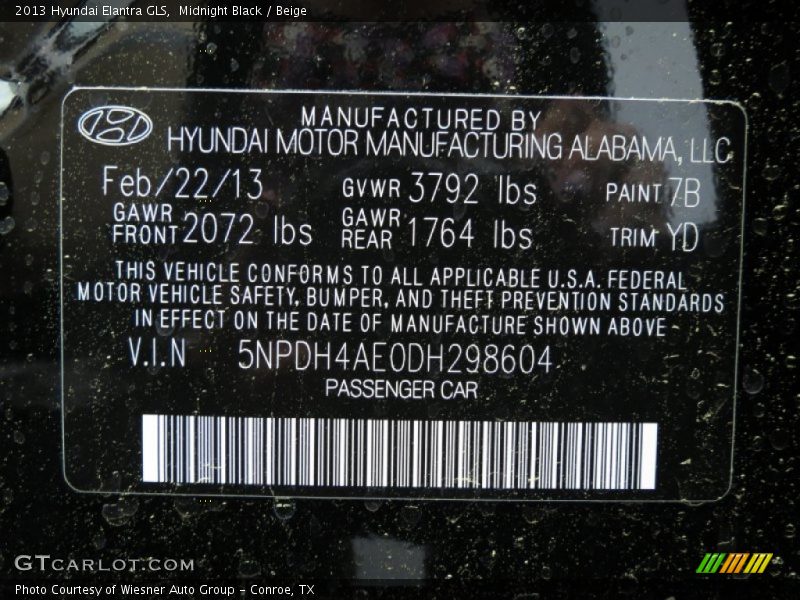 2013 Hyundai Elantra GLS, Midnight Black / Beige
MANUFACTURED BY
HYUNDAI MOTOR MANUFACTURING ALABAMA, LLC
Feb/22/13 GVWR 3792 lbs PAINT 7B
GAWR FRONT 2072 lbs GAWR REAR 1764 lbs TRIM YD
THIS VEHICLE CONFORMS TO ALL APPLICABLE U.S.A. FEDERAL
MOTOR VEHICLE SAFETY, BUMPER, AND THEFT PREVENTION STANDARDS
IN EFFECT ON THE DATE OF MANUFACTURE SHOWN ABOVE
V.I.N 5NPDH4AE0DH298604
PASSENGER CAR
GTCARLOT.COM
Photo Courtesy of Wiesner Auto Group - Conroe, TX